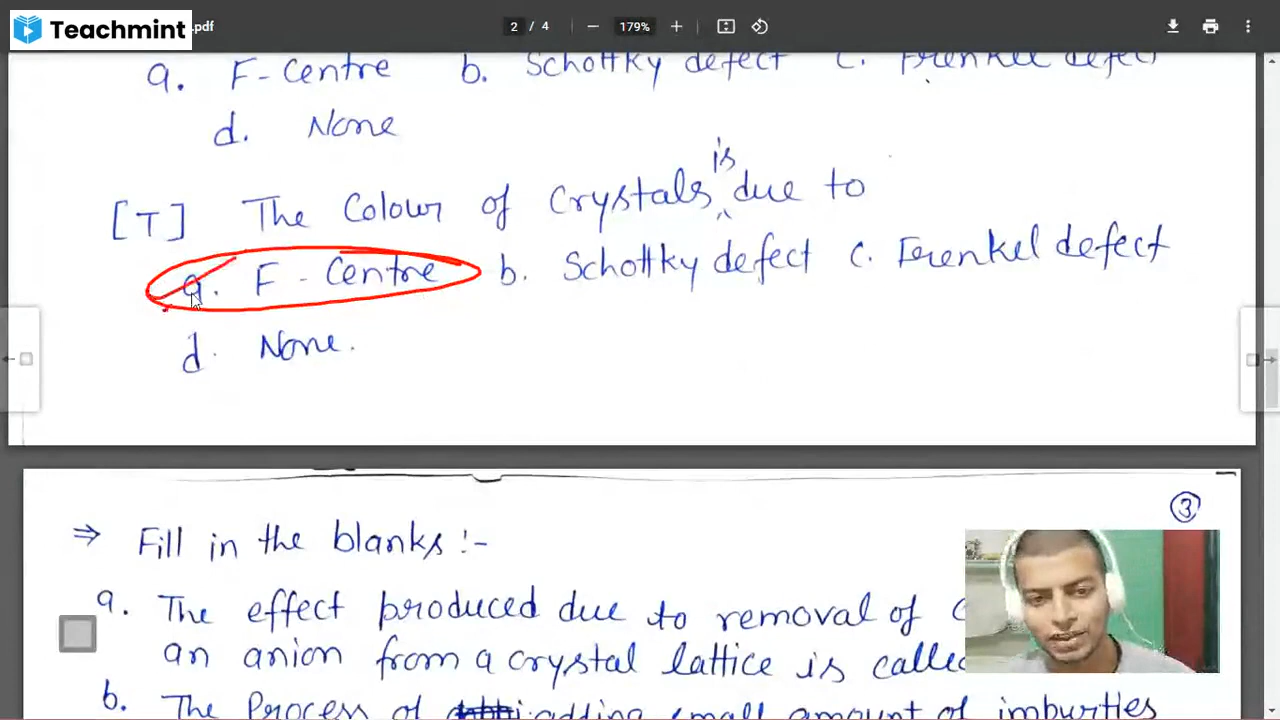 Teachmint
.pdf
2 / 4
179%
a. F-Centre b. Schottky defect c. Frenkel defect
d. None
is
[T] The Colour of Crystals ‸ due to
a. F - Centre b. Schottky defect c. Frenkel defect
d. None.
3
⇒ Fill in the blanks :-
a. The effect produced due to removal of
an anion from a crystal lattice is called
b. The Process of adding small amount of imburties